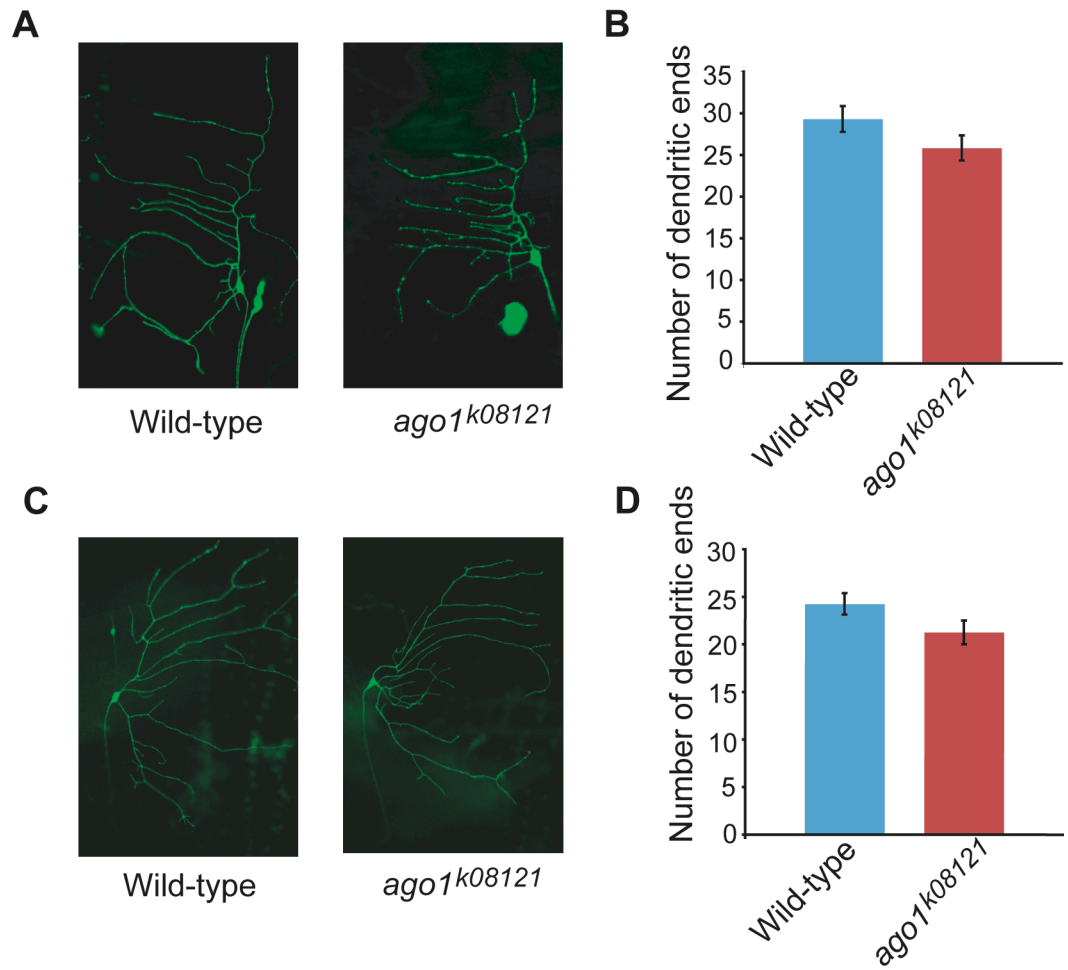 A
Wild-type
ago1k08121
B
Number of dendritic ends
35
30
25
20
15
10
5
0
Wild-type
ago1k08121
C
Wild-type
ago1k08121
D
Number of dendritic ends
30
25
20
15
10
5
0
Wild-type
ago1k08121